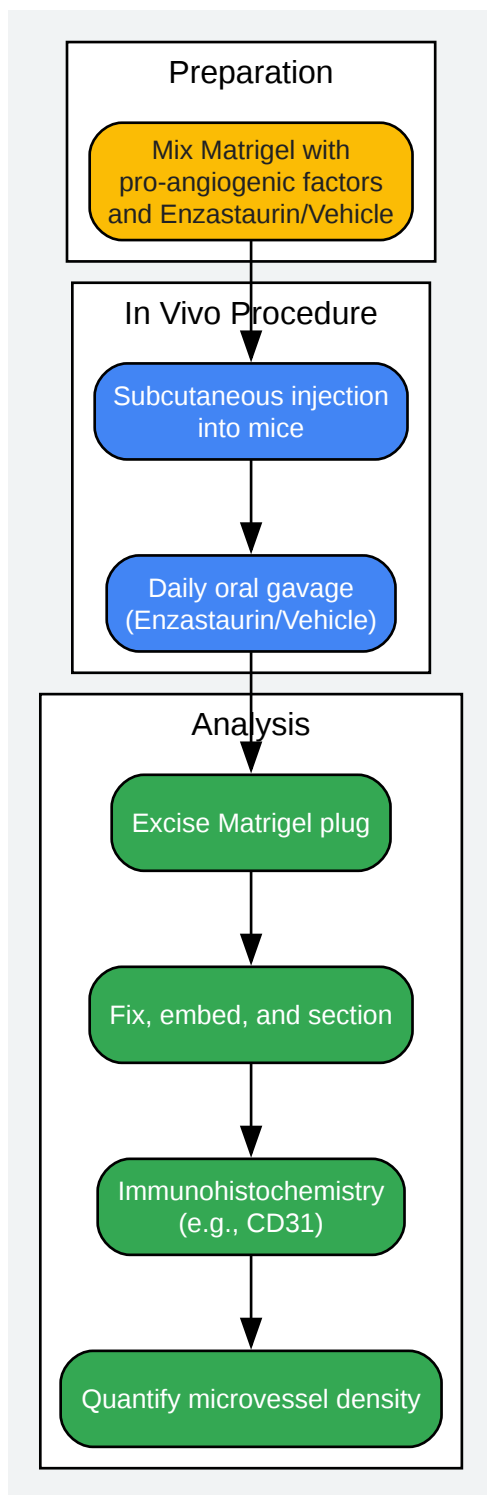 Preparation
Mix Matrigel with
pro-angiogenic factors
and Enzastaurin/Vehicle
In Vivo Procedure
Subcutaneous injection
into mice
Daily oral gavage
(Enzastaurin/Vehicle)
Analysis
Excise Matrigel plug
Fix, embed, and section
Immunohistochemistry
(e.g., CD31)
Quantify microvessel density